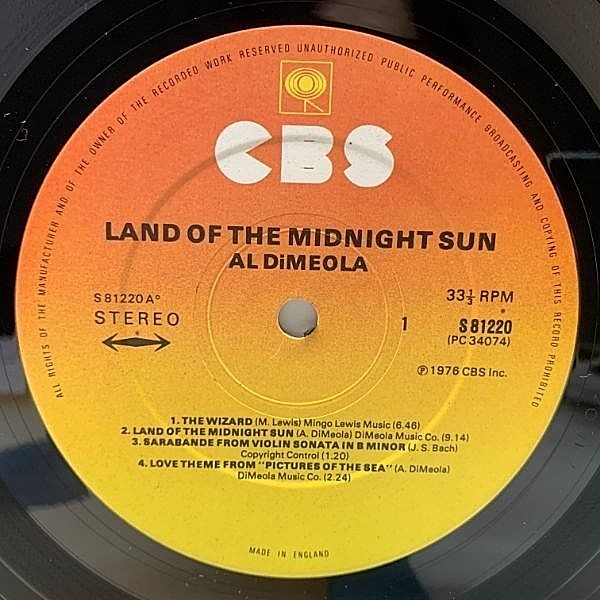 ALL RIGHTS OF THE MANUFACTURER AND OF THE OWNER OF THE RECORDED WORK RESERVED UNAUTHORIZED PUBLIC PERFORMANCE BROADCASTING AND COPYING OF THIS RECORD PROHIBITED
CBS
LAND OF THE MIDNIGHT SUN
AL DiMEOLA
S 81220 A°
STEREO
33⅓ RPM
1 S 81220
(PC 34074)
℗ 1976 CBS Inc.
1. THE WIZARD (M. Lewis) Mingo Lewis Music (6.46)
2. LAND OF THE MIDNIGHT SUN (A. DiMeola) DiMeola Music Co. (9.14)
3. SARABANDE FROM VIOLIN SONATA IN B MINOR (J. S. Bach)
Copyright Control (1.20)
4. LOVE THEME FROM "PICTURES OF THE SEA" (A. DiMeola)
DiMeola Music Co. (2.24)
MADE IN ENGLAND